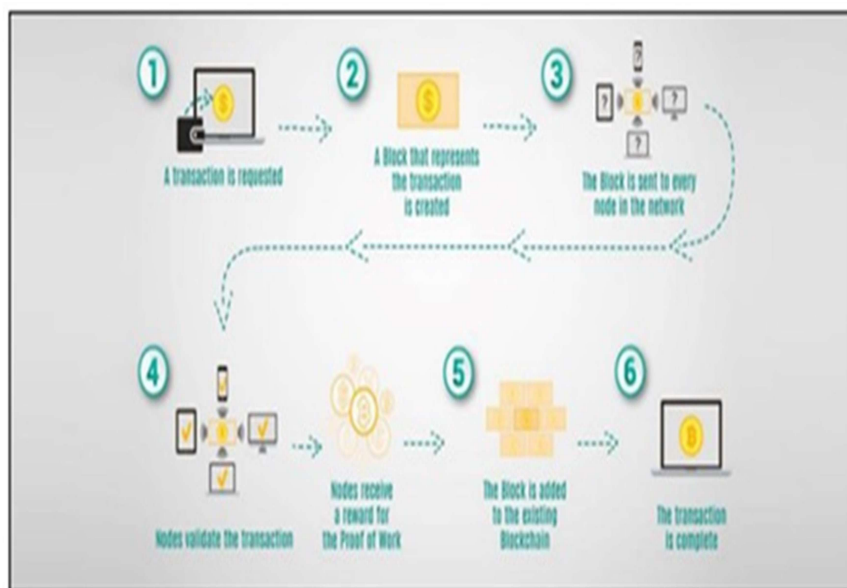 1
2
3
A transaction is requested
A Block that represents
the transaction
is created
The Block is sent to every
node in the network
4
5
6
Nodes validate the transaction
Nodes receive
a reward for
the Proof of Work
The Block is added
to the existing
Blockchain
The transaction
is complete